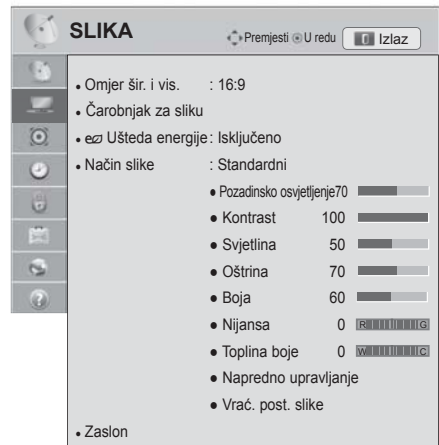 SLIKA Premjesti U redu Izlaz
• Omjer šir. i vis. : 16:9
• Čarobnjak za sliku
• Ušteda energije : Isključeno
• Način slike : Standardni
• Pozadinsko osvjetljenje 70
• Kontrast 100
• Svjetlina 50
• Oštrina 70
• Boja 60
• Nijansa 0 R G
• Toplina boje 0 W C
• Napredno upravljanje
• Vrać. post. slike
• Zaslon